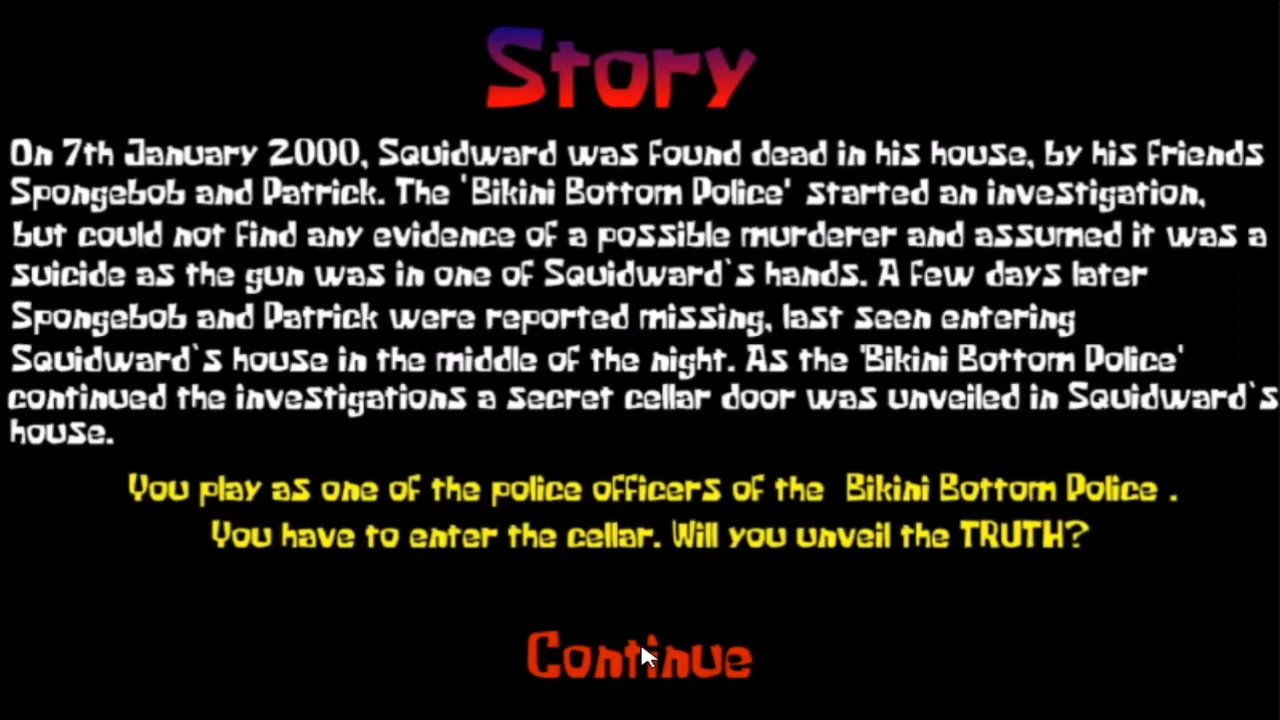 Story
On 7th January 2000, Squidward was found dead in his house, by his friends
Spongebob and Patrick. The 'Bikini Bottom Police' started an investigation,
but could not find any evidence of a possible murderer and assumed it was a
suicide as the gun was in one of Squidward`s hands. A few days later
Spongebob and Patrick were reported missing, last seen entering
Squidward`s house in the middle of the night. As the 'Bikini Bottom Police'
continued the investigations a secret cellar door was unveiled in Squidward`s
house.
You play as one of the police officers of the Bikini Bottom Police .
You have to enter the cellar. Will you unveil the TRUTH?
Continue